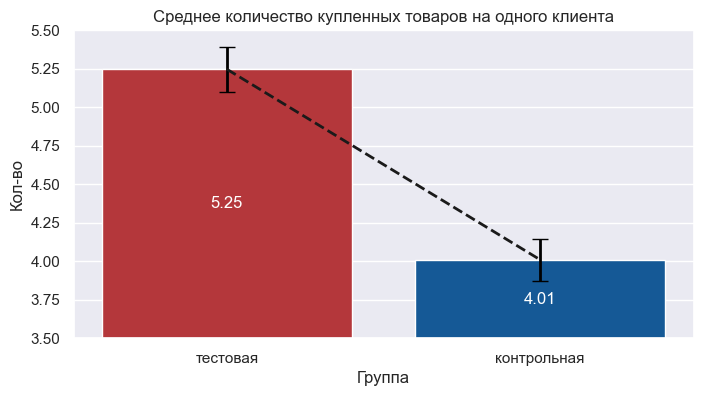 Среднее количество купленных товаров на одного клиента
5.50
5.25
5.00
4.75
4.50
4.25
4.00
3.75
3.50
Кол-во
5.25
4.01
тестовая
контрольная
Группа